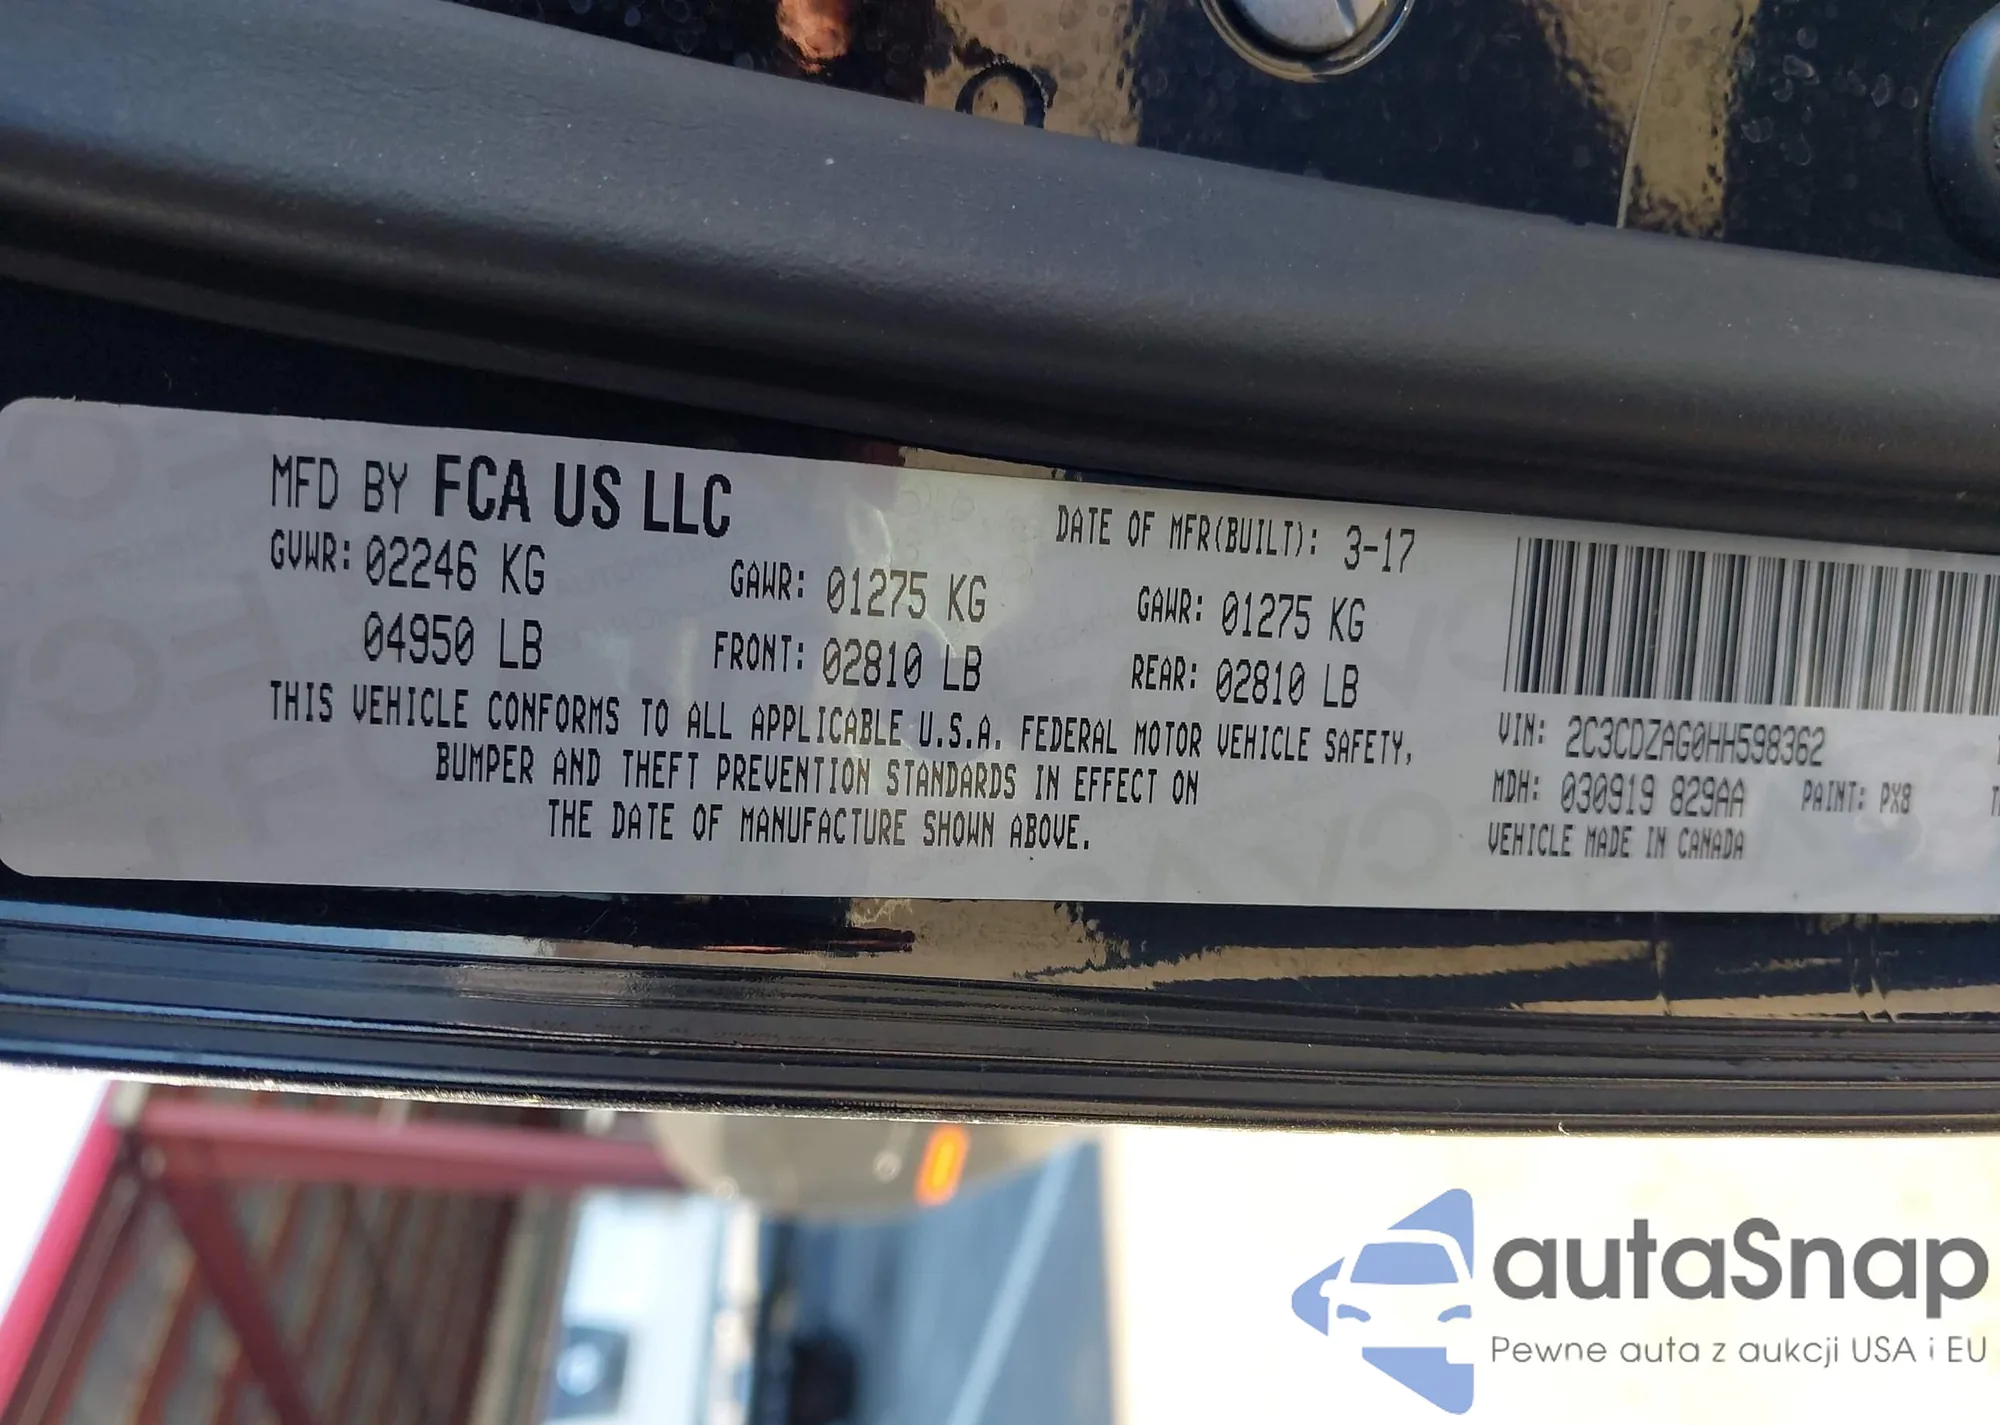 MFD BY FCA US LLC
DATE OF MFR(BUILT): 3-17
GVWR: 02246 KG
04950 LB
GAWR: 01275 KG
FRONT: 02810 LB
GAWR: 01275 KG
REAR: 02810 LB
THIS VEHICLE CONFORMS TO ALL APPLICABLE U.S.A. FEDERAL MOTOR VEHICLE SAFETY,
BUMPER AND THEFT PREVENTION STANDARDS IN EFFECT ON
THE DATE OF MANUFACTURE SHOWN ABOVE.
VIN: 2C3CDZAG0HH598362
MDH: 030919 829AA PAINT: PX8
VEHICLE MADE IN CANADA
autaSnap
Pewne auta z aukcji USA i EU